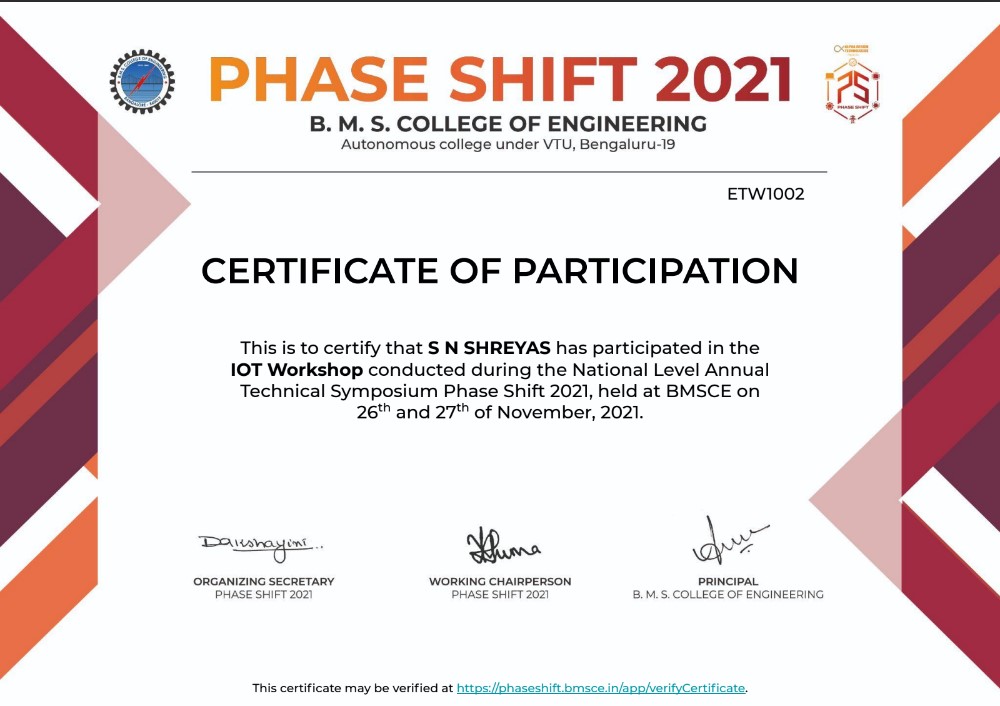 PHASE SHIFT 2021
B. M. S. COLLEGE OF ENGINEERING
Autonomous college under VTU, Bengaluru-19
PHASE SHIFT
ETW1002
CERTIFICATE OF PARTICIPATION
This is to certify that S N SHREYAS has participated in the
IOT Workshop conducted during the National Level Annual
Technical Symposium Phase Shift 2021, held at BMSCE on
26th and 27th of November, 2021.
Dakshayini..
ORGANIZING SECRETARY
PHASE SHIFT 2021
WORKING CHAIRPERSON
PHASE SHIFT 2021
PRINCIPAL
B. M. S. COLLEGE OF ENGINEERING
This certificate may be verified at https://phaseshift.bmsce.in/app/verifyCertificate.